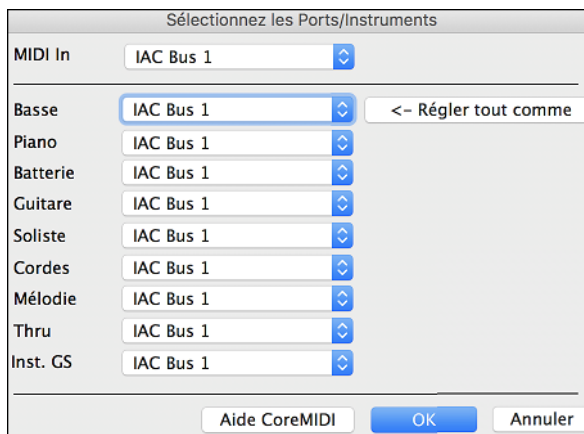 Sélectionnez les Ports/Instruments
MIDI In IAC Bus 1
Basse IAC Bus 1 <- Régler tout comme
Piano IAC Bus 1
Batterie IAC Bus 1
Guitare IAC Bus 1
Soliste IAC Bus 1
Cordes IAC Bus 1
Mélodie IAC Bus 1
Thru IAC Bus 1
Inst. GS IAC Bus 1
Aide CoreMIDI OK Annuler